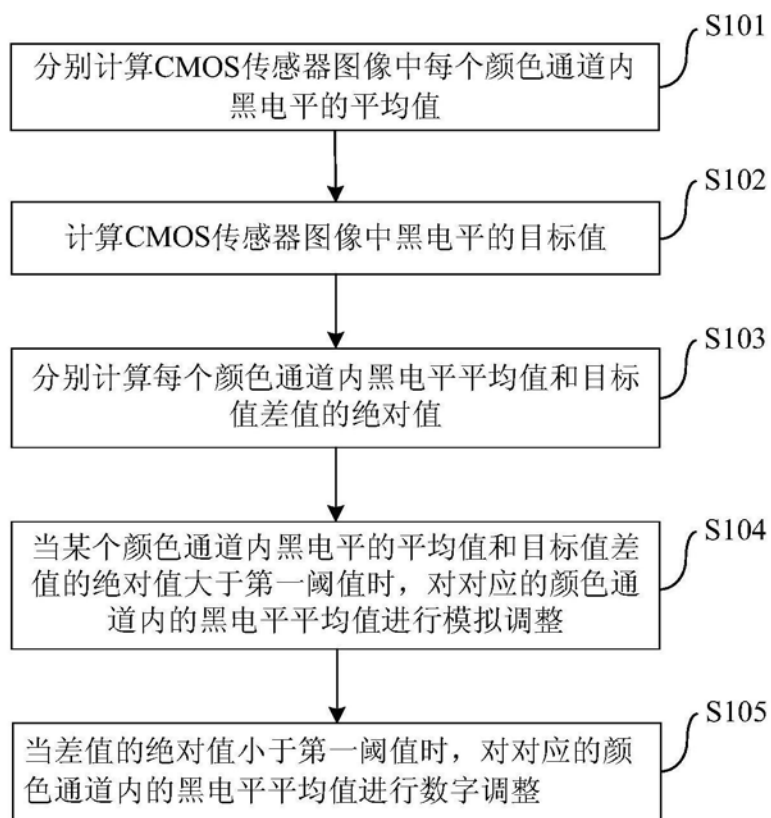 S101
分别计算CMOS传感器图像中每个颜色通道内
黑电平的平均值
S102
计算CMOS传感器图像中黑电平的目标值
S103
分别计算每个颜色通道内黑电平平均值和目标
值差值的绝对值
S104
当某个颜色通道内黑电平的平均值和目标值差
值的绝对值大于第一阈值时，对对应的颜色通
道内的黑电平平均值进行模拟调整
S105
当差值的绝对值小于第一阈值时，对对应的颜
色通道内的黑电平平均值进行数字调整